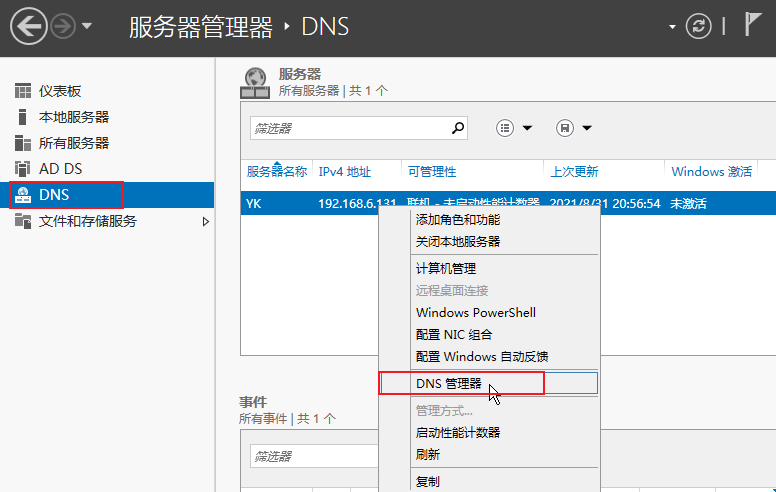 服务器管理器 · DNS
仪表板
本地服务器
所有服务器
AD DS
DNS
文件和存储服务
服务器
所有服务器 | 共 1 个
筛选器
服务器名称 IPv4 地址 可管理性 上次更新 Windows 激活
YK 192.168.6.131 联机 - 未启动性能计数器 2021/8/31 20:56:54 未激活
添加角色和功能
关闭本地服务器
计算机管理
远程桌面连接
Windows PowerShell
配置 NIC 组合
配置 Windows 自动反馈
DNS 管理器
管理方式...
启动性能计数器
刷新
复制
事件
所有事件 | 共 1 个
筛选器